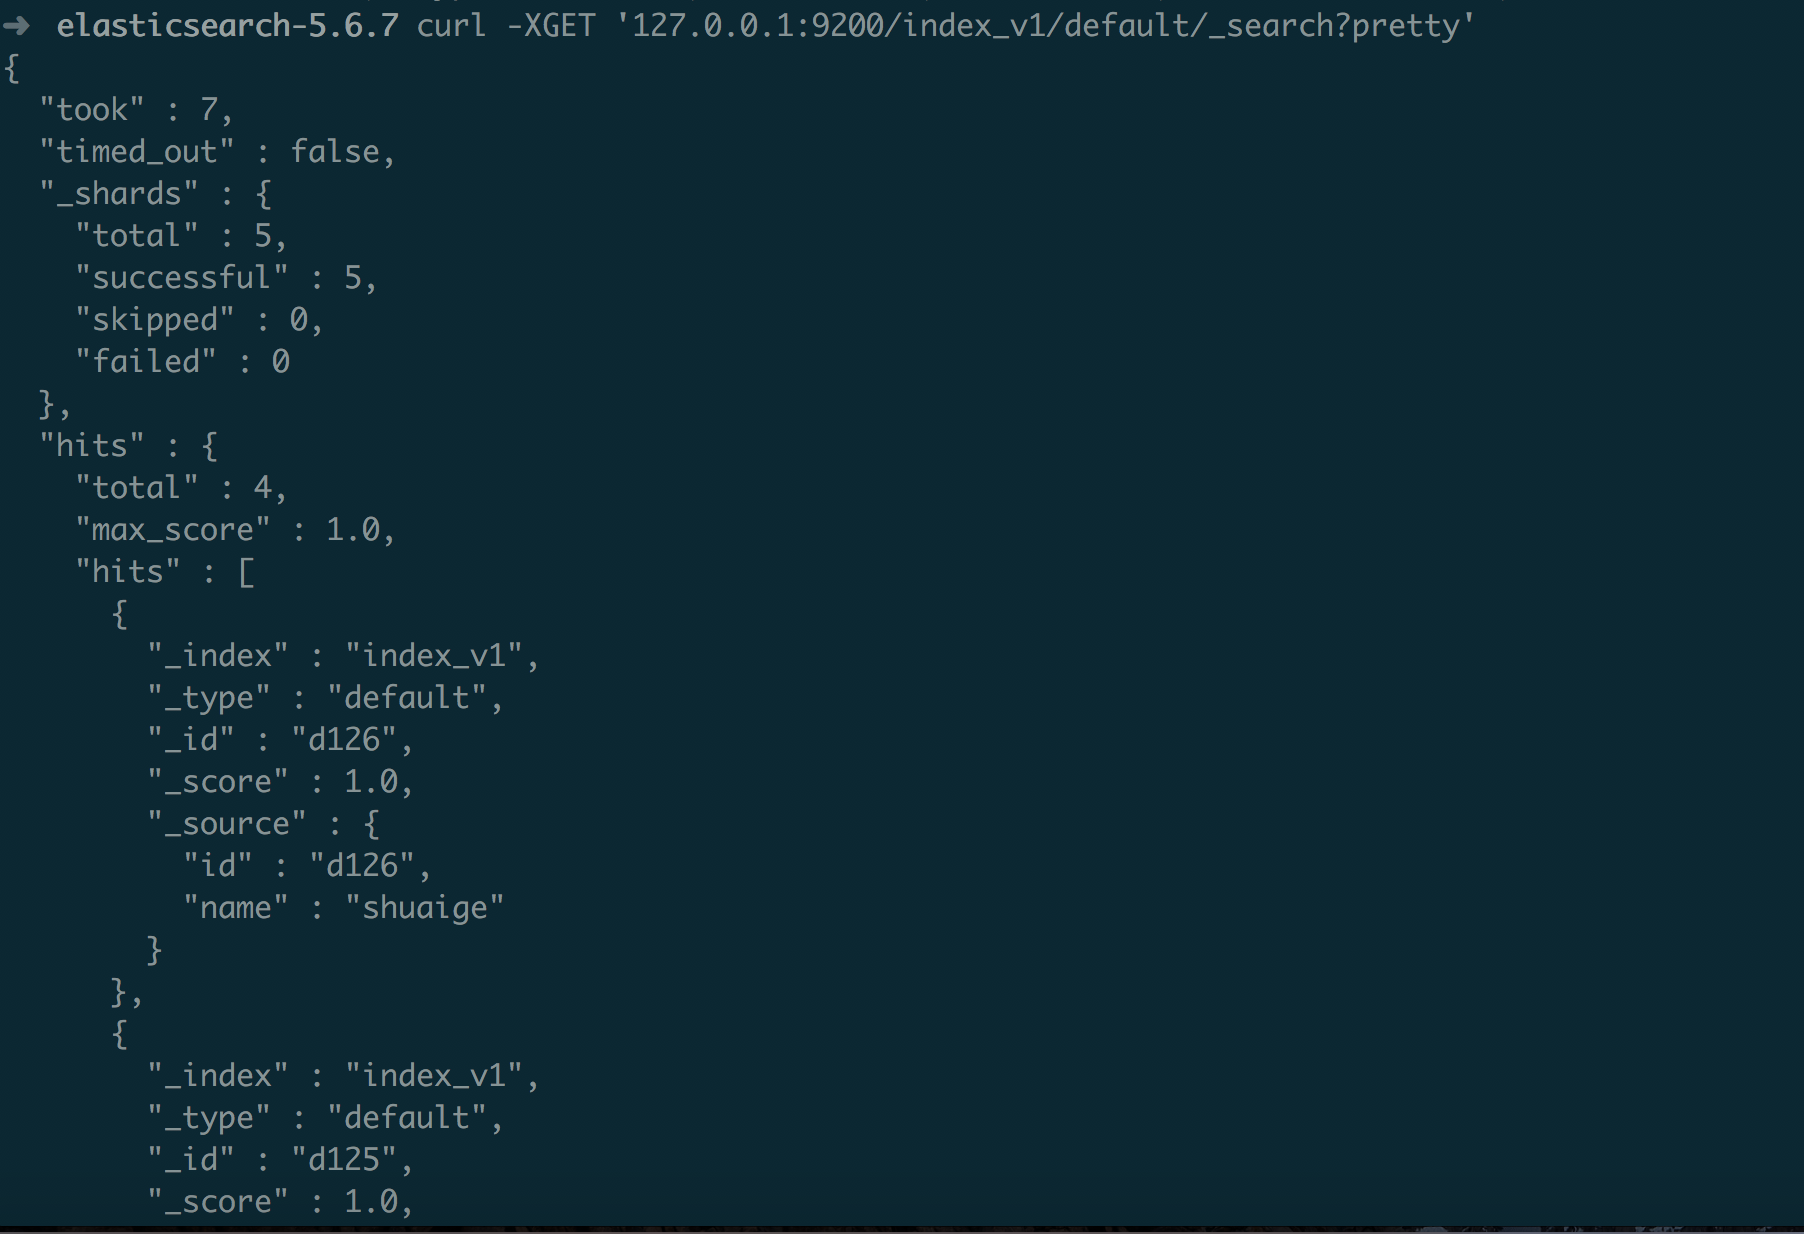 ➜ elasticsearch-5.6.7 curl -XGET '127.0.0.1:9200/index_v1/default/_search?pretty'
{
  "took" : 7,
  "timed_out" : false,
  "_shards" : {
    "total" : 5,
    "successful" : 5,
    "skipped" : 0,
    "failed" : 0
  },
  "hits" : {
    "total" : 4,
    "max_score" : 1.0,
    "hits" : [
      {
        "_index" : "index_v1",
        "_type" : "default",
        "_id" : "d126",
        "_score" : 1.0,
        "_source" : {
          "id" : "d126",
          "name" : "shuaige"
        }
      },
      {
        "_index" : "index_v1",
        "_type" : "default",
        "_id" : "d125",
        "_score" : 1.0,